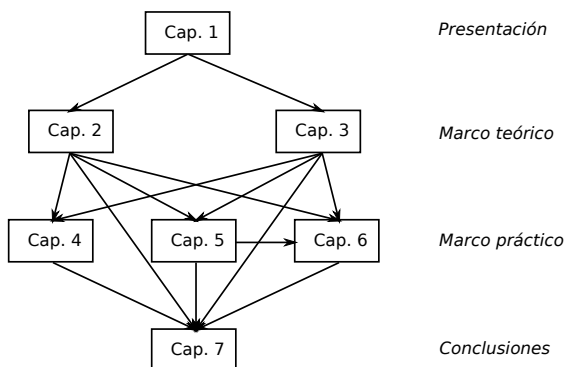 Cap. 1 Presentación
Cap. 2 Cap. 3 Marco teórico
Cap. 4 Cap. 5 Cap. 6 Marco práctico
Cap. 7 Conclusiones